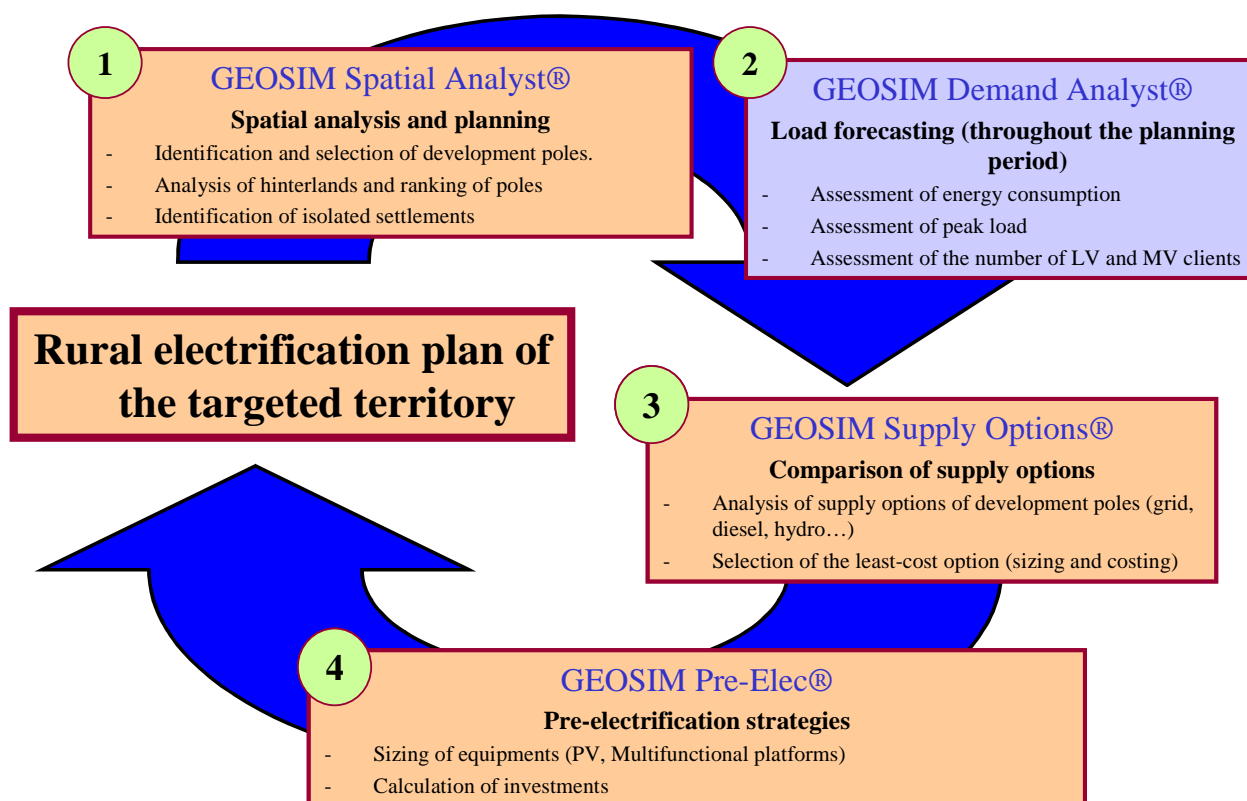 1
GEOSIM Spatial Analyst®
Spatial analysis and planning
- Identification and selection of development poles.
- Analysis of hinterlands and ranking of poles
- Identification of isolated settlements
2
GEOSIM Demand Analyst®
Load forecasting (throughout the planning
period)
- Assessment of energy consumption
- Assessment of peak load
- Assessment of the number of LV and MV clients
Rural electrification plan of
the targeted territory
3
GEOSIM Supply Options®
Comparison of supply options
- Analysis of supply options of development poles (grid,
diesel, hydro…)
- Selection of the least-cost option (sizing and costing)
4
GEOSIM Pre-Elec®
Pre-electrification strategies
- Sizing of equipments (PV, Multifunctional platforms)
- Calculation of investments